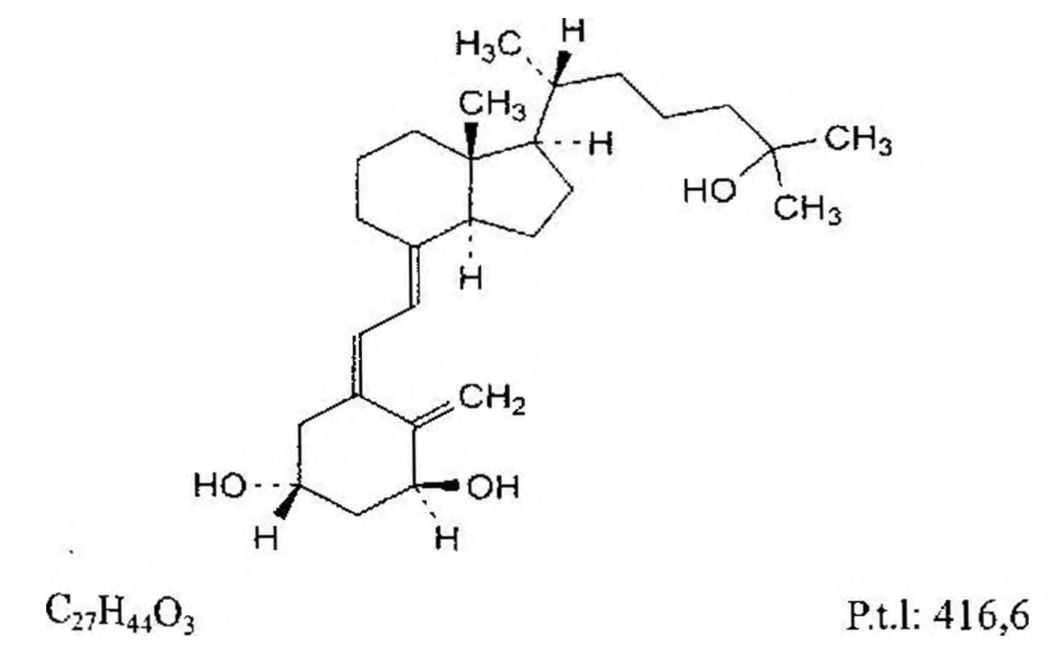 H
H₃C
CH₃
H
CH₃
HO
CH₃
H
CH₂
HO
OH
H
H
C₂₇H₄₄O₃
P.t.l: 416,6